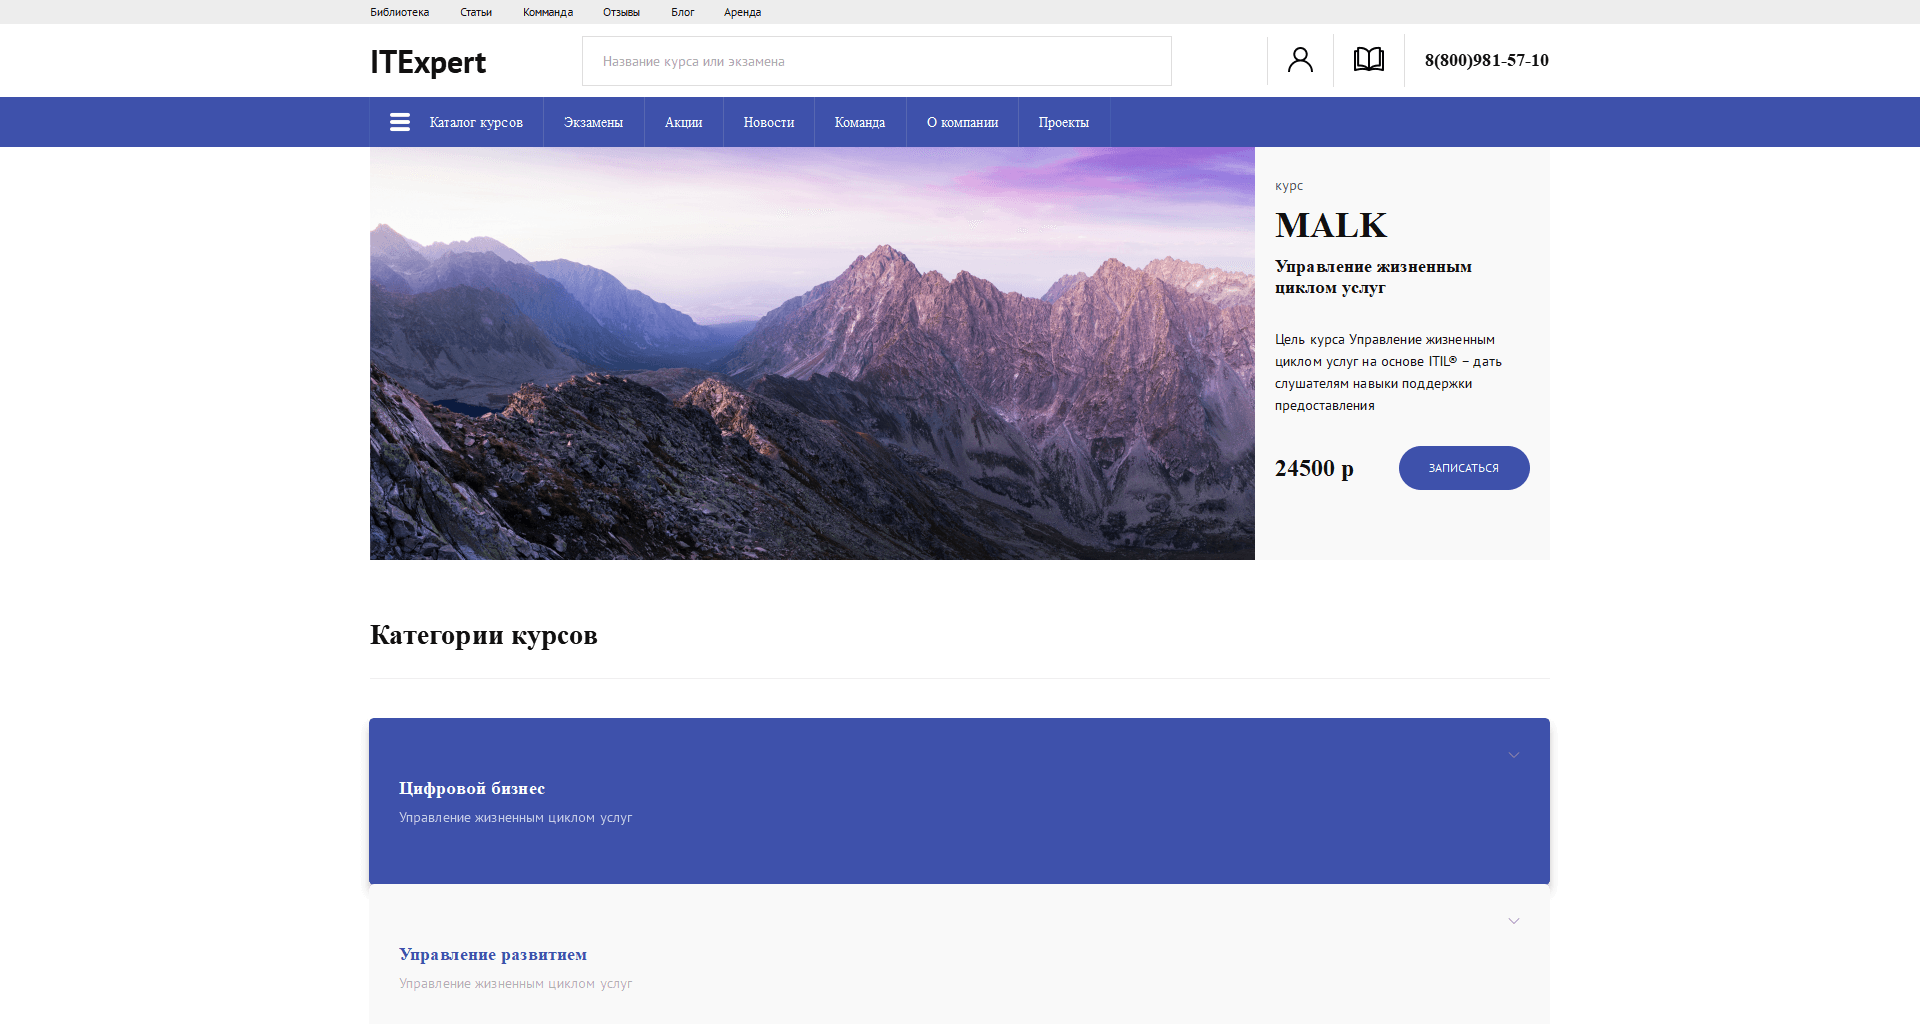 Библиотека Статьи Комманда Отзывы Блог Аренда
ITExpert
Название курса или экзамена
8(800)981-57-10
Каталог курсов Экзамены Акции Новости Команда О компании Проекты
курс
MALK
Управление жизненным
циклом услуг
Цель курса Управление жизненным
циклом услуг на основе ITIL® – дать
слушателям навыки поддержки
предоставления
24500 р
ЗАПИСАТЬСЯ
Категории курсов
Цифровой бизнес
Управление жизненным циклом услуг
Управление развитием
Управление жизненным циклом услуг